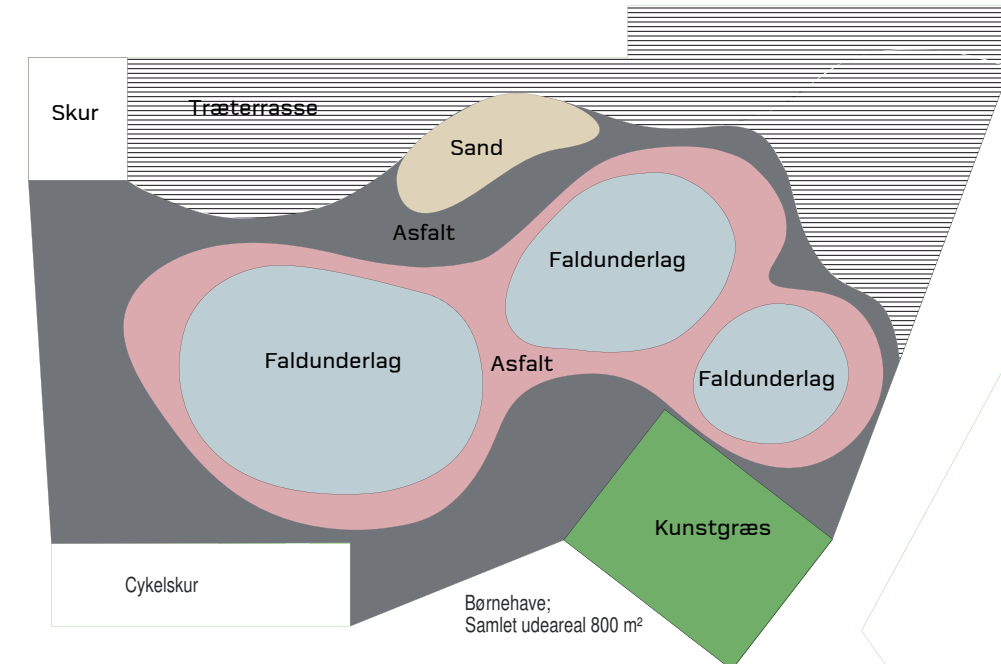 Skur
Træterrasse
Sand
Asfalt
Faldunderlag
Faldunderlag
Asfalt
Faldunderlag
Kunstgræs
Cykelskur
Børnehave;
Samlet udeareal 800 m²